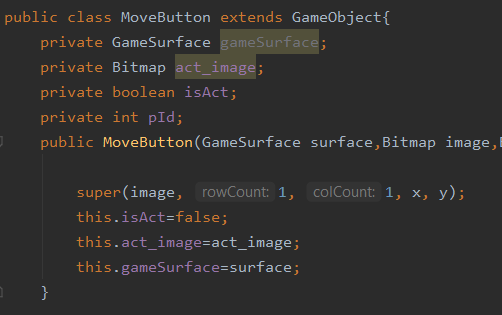 public class MoveButton extends GameObject{
private GameSurface gameSurface;
private Bitmap act_image;
private boolean isAct;
private int pId;
public MoveButton(GameSurface surface,Bitmap image,
super(image, rowCount: 1, colCount: 1, x, y);
this.isAct=false;
this.act_image=act_image;
this.gameSurface=surface;
}